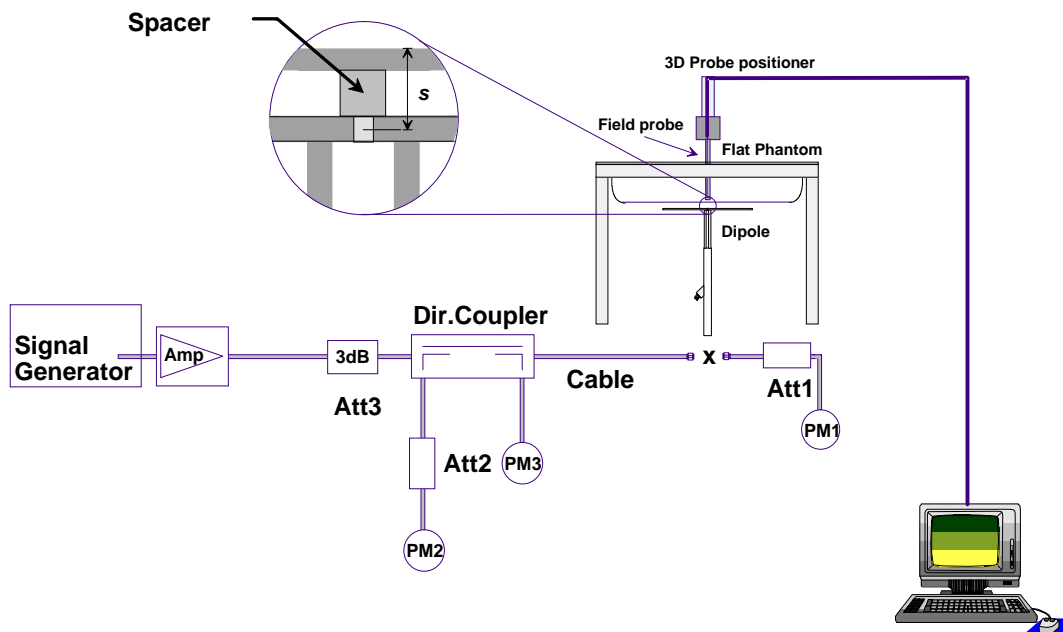 Spacer
s
3D Probe positioner
Field probe
Flat Phantom
Dipole
Dir.Coupler
Signal
Generator
Amp
3dB
Att3
Cable
x
Att1
PM1
Att2
PM3
PM2